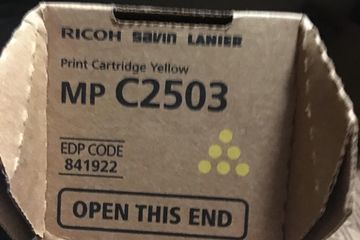 RICOH savin LANIER
Print Cartridge Yellow
MP C2503
EDP CODE
841922
OPEN THIS END